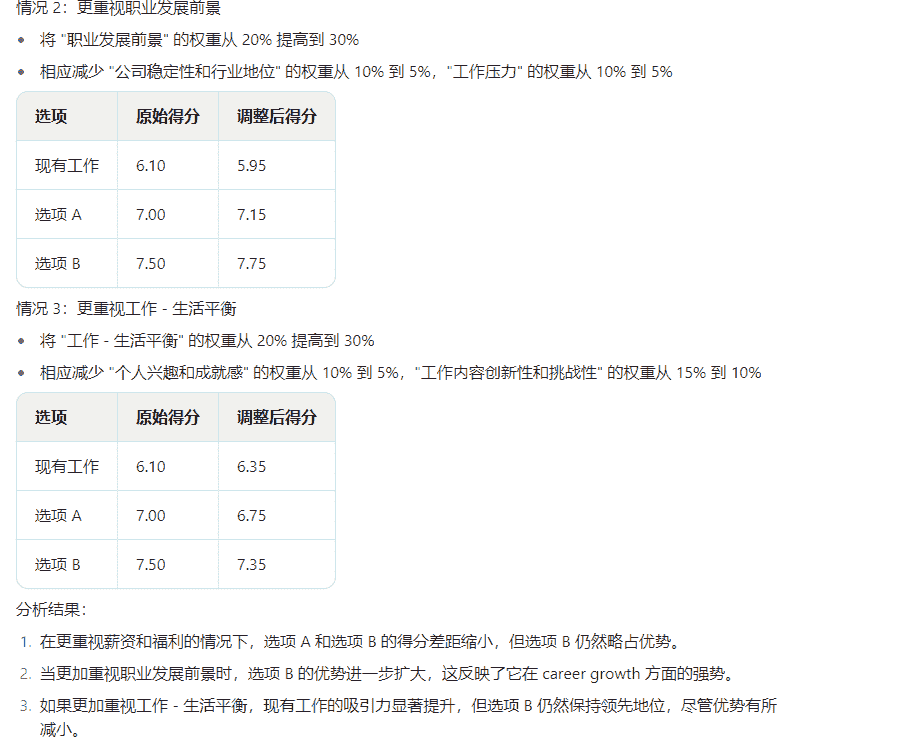 情况 2：更重视职业发展前景
• 将 "职业发展前景" 的权重从 20% 提高到 30%
• 相应减少 "公司稳定性和行业地位" 的权重从 10% 到 5%，"工作压力" 的权重从 10% 到 5%
选项 原始得分 调整后得分
现有工作 6.10 5.95
选项 A 7.00 7.15
选项 B 7.50 7.75
情况 3：更重视工作 - 生活平衡
• 将 "工作 - 生活平衡" 的权重从 20% 提高到 30%
• 相应减少 "个人兴趣和成就感" 的权重从 10% 到 5%，"工作内容创新性和挑战性" 的权重从 15% 到 10%
选项 原始得分 调整后得分
现有工作 6.10 6.35
选项 A 7.00 6.75
选项 B 7.50 7.35
分析结果：
1. 在更重视薪资和福利的情况下，选项 A 和选项 B 的得分差距缩小，但选项 B 仍然略占优势。
2. 当更加重视职业发展前景时，选项 B 的优势进一步扩大，这反映了它在 career growth 方面的强势。
3. 如果更加重视工作 - 生活平衡，现有工作的吸引力显著提升，但选项 B 仍然保持领先地位，尽管优势有所
减小。